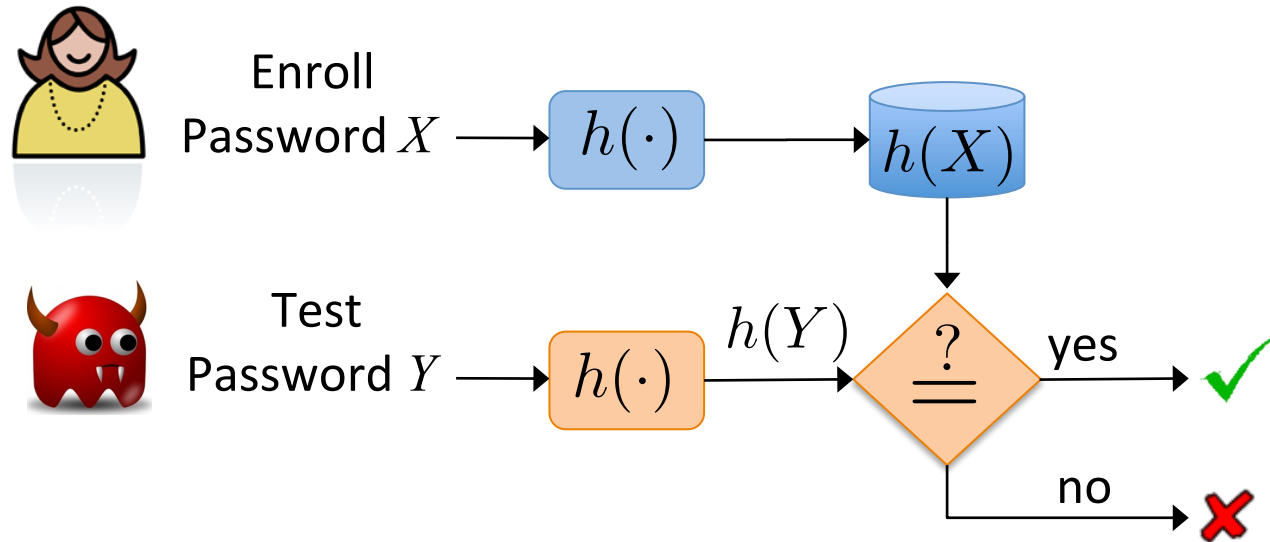 Enroll
Password X
h(·)
h(X)
Test
Password Y
h(·)
h(Y)
?
=
yes
no